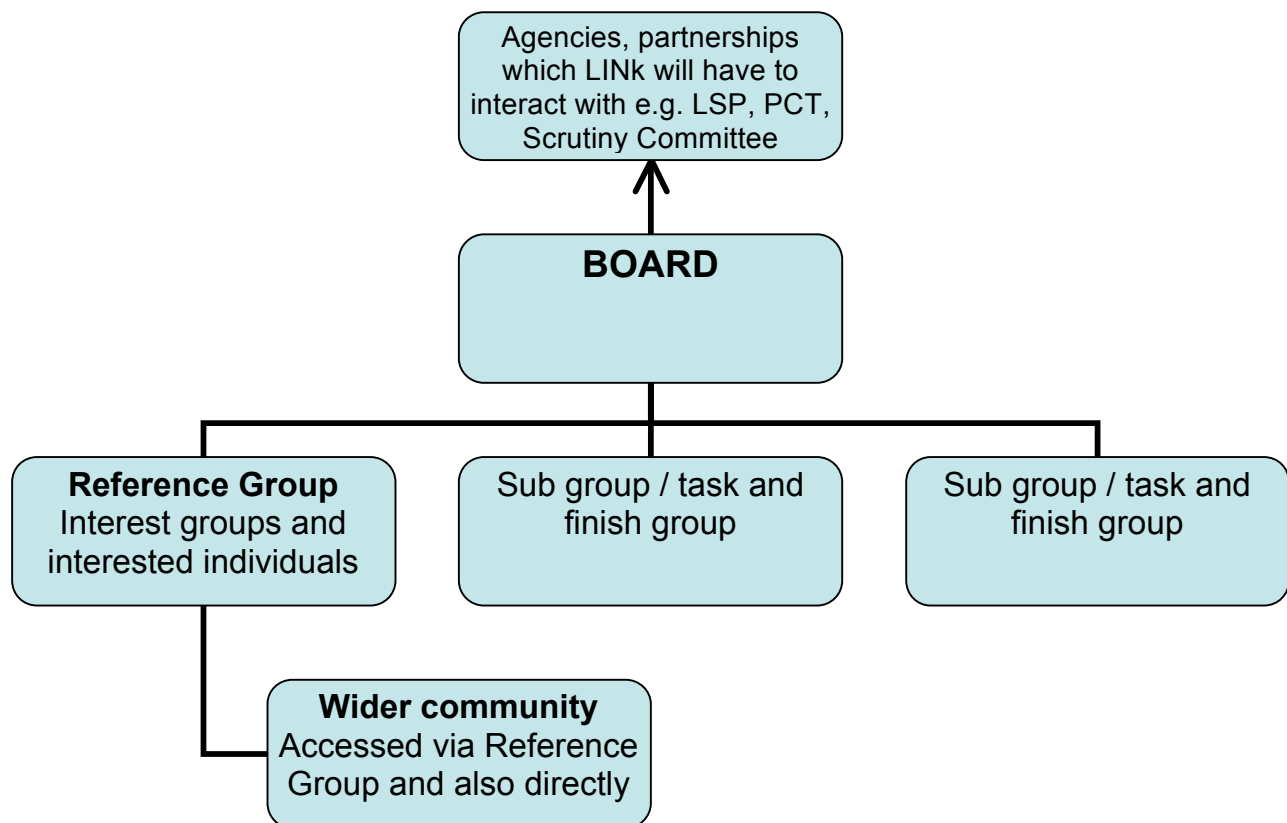 Agencies, partnerships
which LINk will have to
interact with e.g. LSP, PCT,
Scrutiny Committee
BOARD
Reference Group
Interest groups and
interested individuals
Sub group / task and
finish group
Sub group / task and
finish group
Wider community
Accessed via Reference
Group and also directly